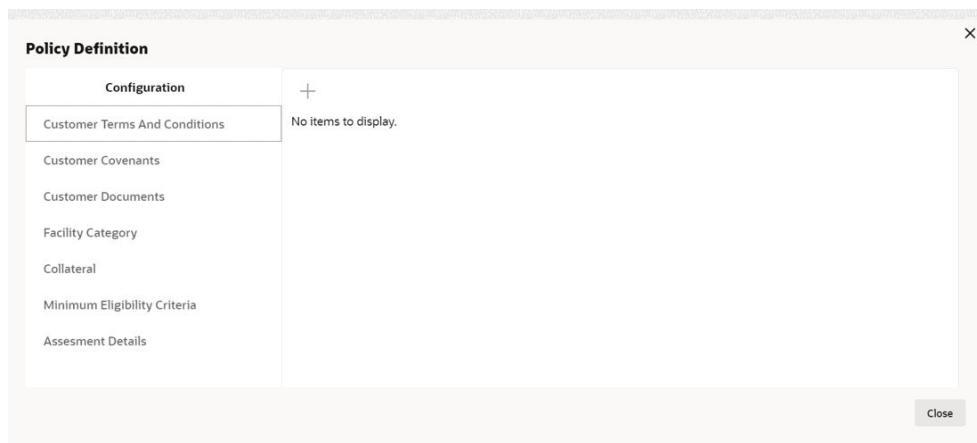 Policy Definition
Configuration
Customer Terms And Conditions
No items to display.
Customer Covenants
Customer Documents
Facility Category
Collateral
Minimum Eligibility Criteria
Assesment Details
Close